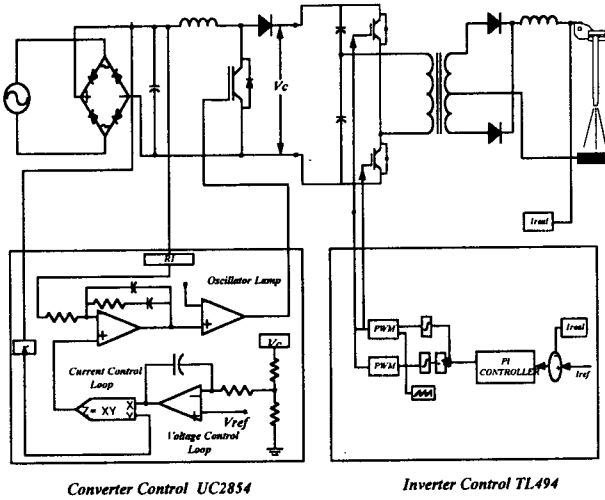 Vc
Ireal
RI
Oscillator Lamp
K
Vc
Current Control
Loop
Z = XY
X
Y
Vref
Voltage Control
Loop
PWM
PWM
PI
CONTROLLER
Ireal
Iref
Converter Control UC2854
Inverter Control TL494